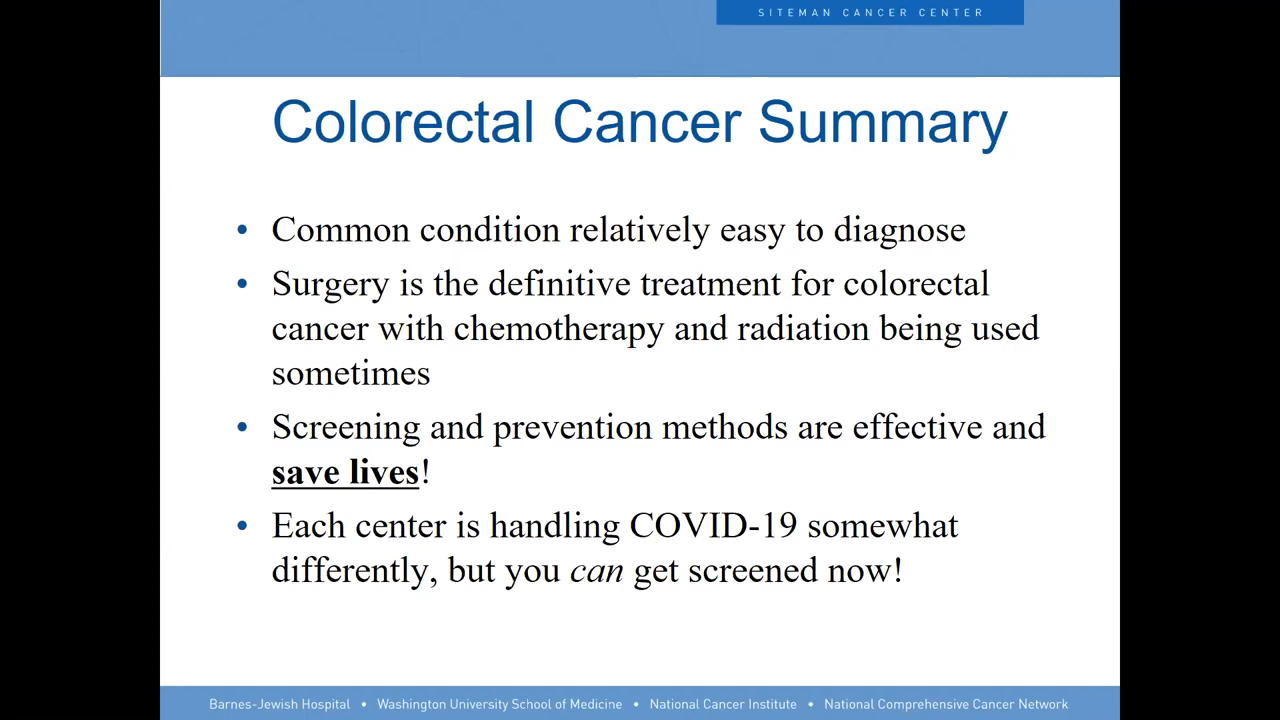 SITEMAN CANCER CENTER
Colorectal Cancer Summary
• Common condition relatively easy to diagnose
• Surgery is the definitive treatment for colorectal
cancer with chemotherapy and radiation being used
sometimes
• Screening and prevention methods are effective and
save lives!
• Each center is handling COVID-19 somewhat
differently, but you can get screened now!
Barnes-Jewish Hospital • Washington University School of Medicine • National Cancer Institute • National Comprehensive Cancer Network